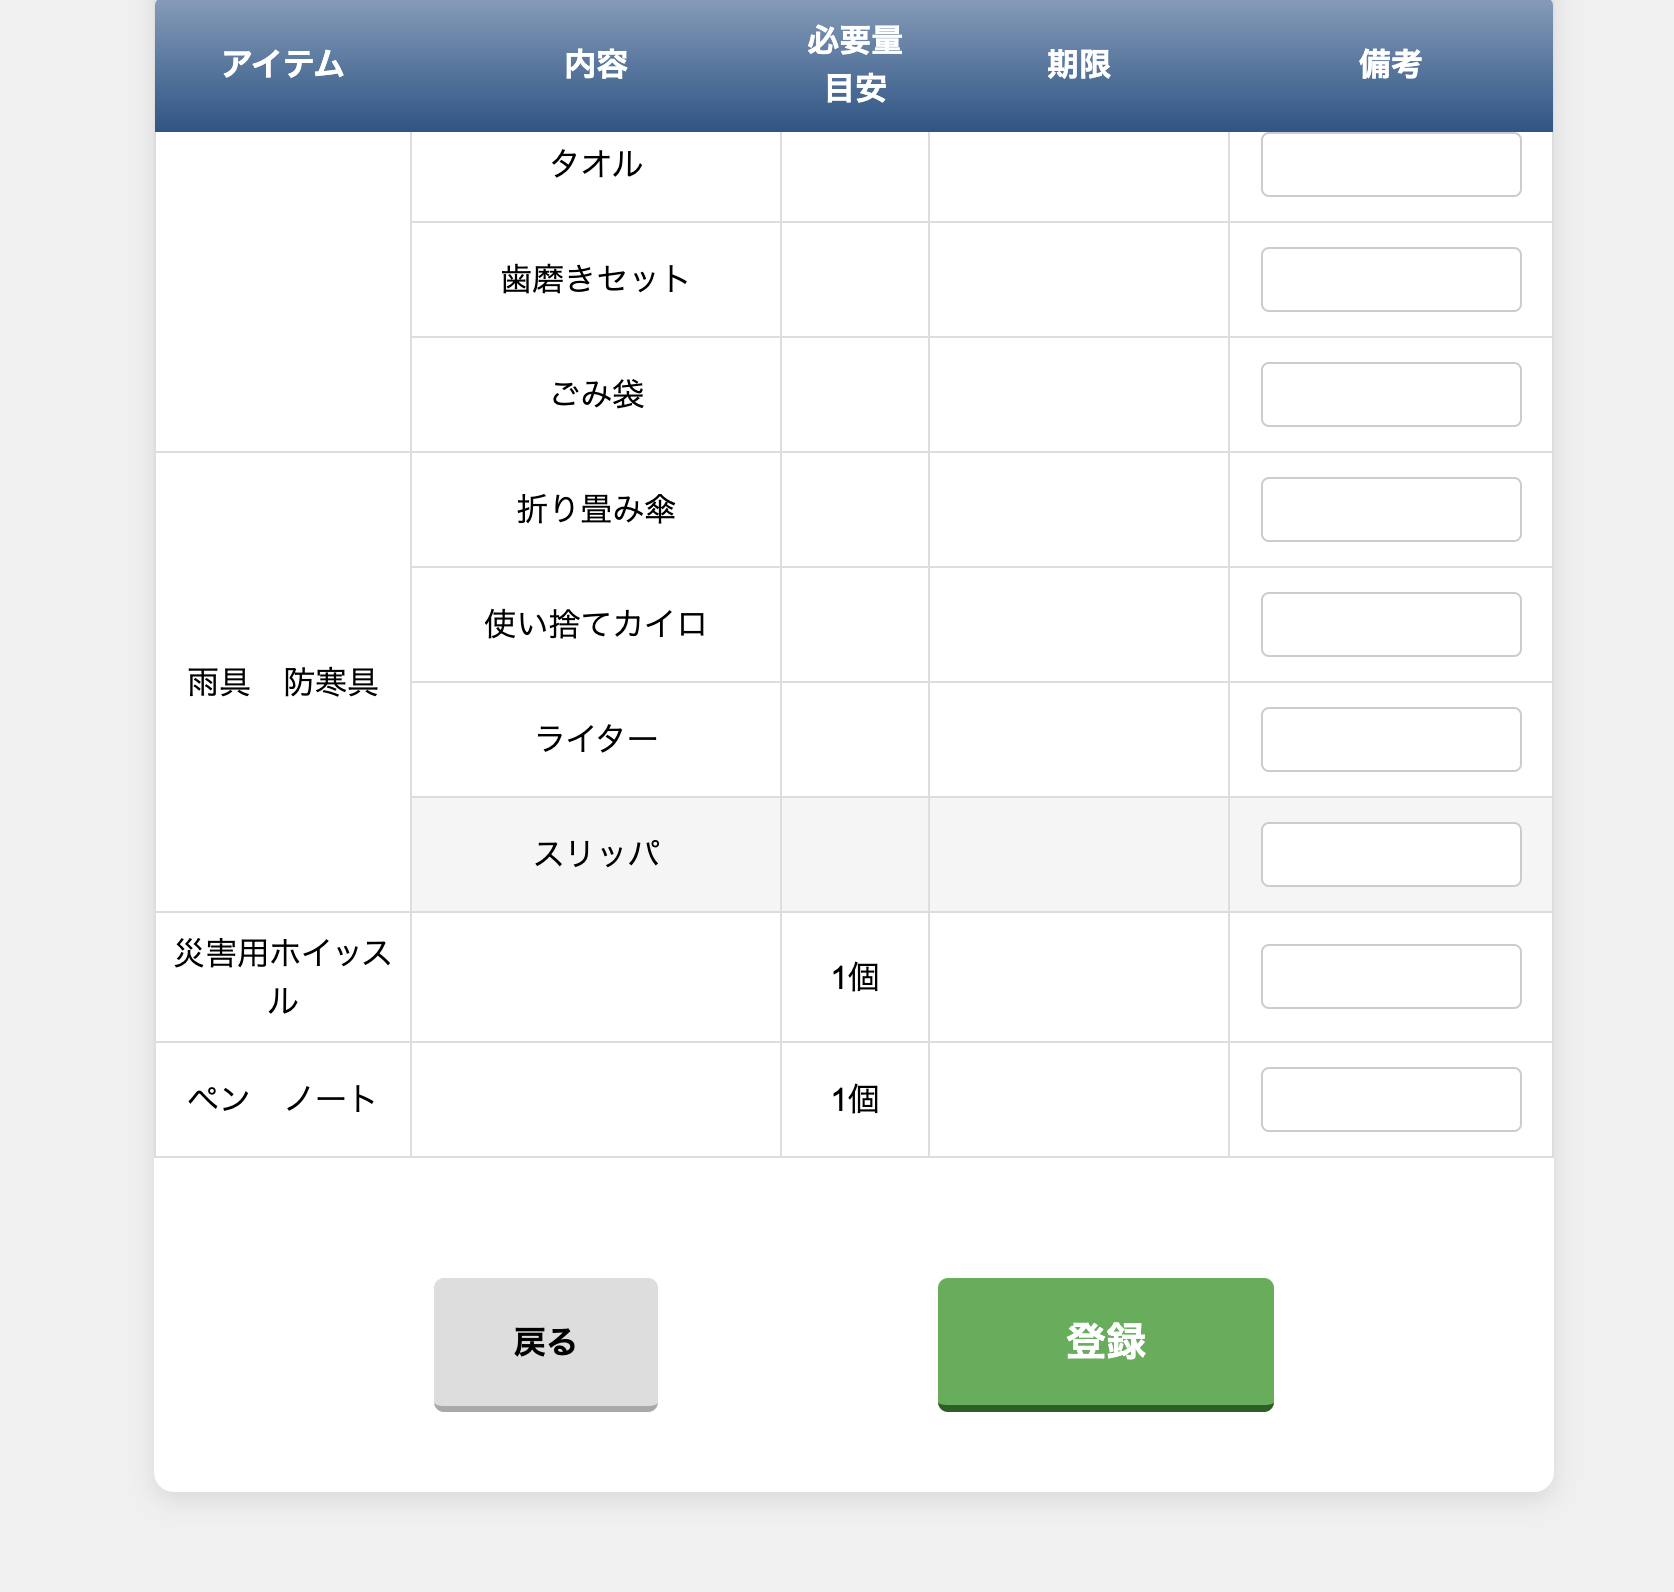 アイテム
内容
必要量
目安
期限
備考
タオル
歯磨きセット
ごみ袋
雨具　防寒具
折り畳み傘
使い捨てカイロ
ライター
スリッパ
災害用ホイッス
ル
1個
ペン　ノート
1個
戻る
登録